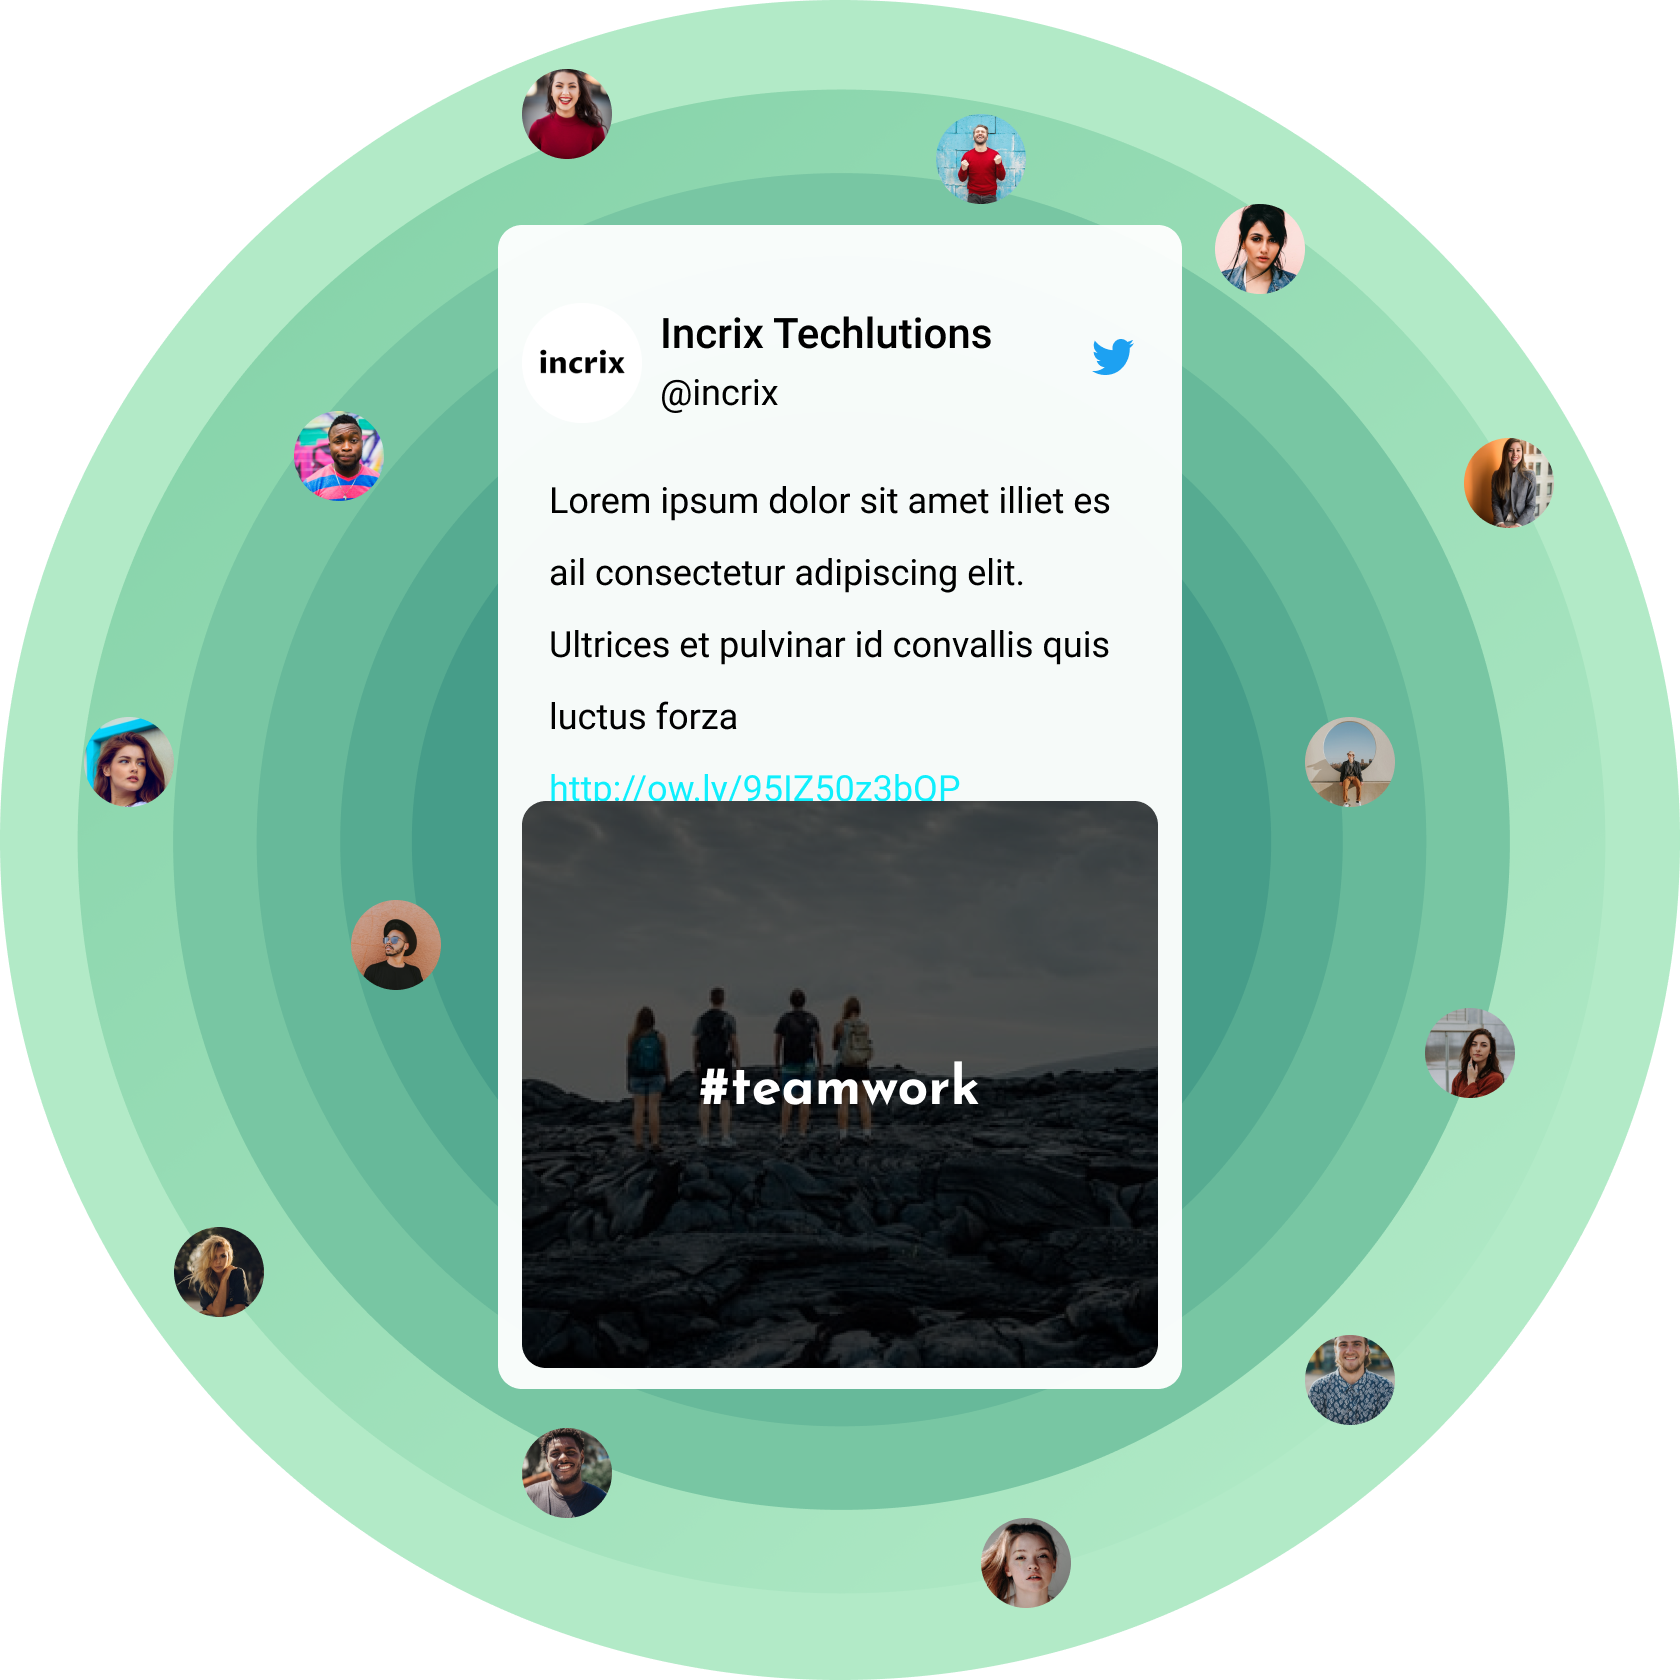 incrix
Incrix Techlutions
@incrix
Lorem ipsum dolor sit amet illiet es
ail consectetur adipiscing elit.
Ultrices et pulvinar id convallis quis
luctus forza
http://ow.ly/95IZ50z3bOP
#teamwork